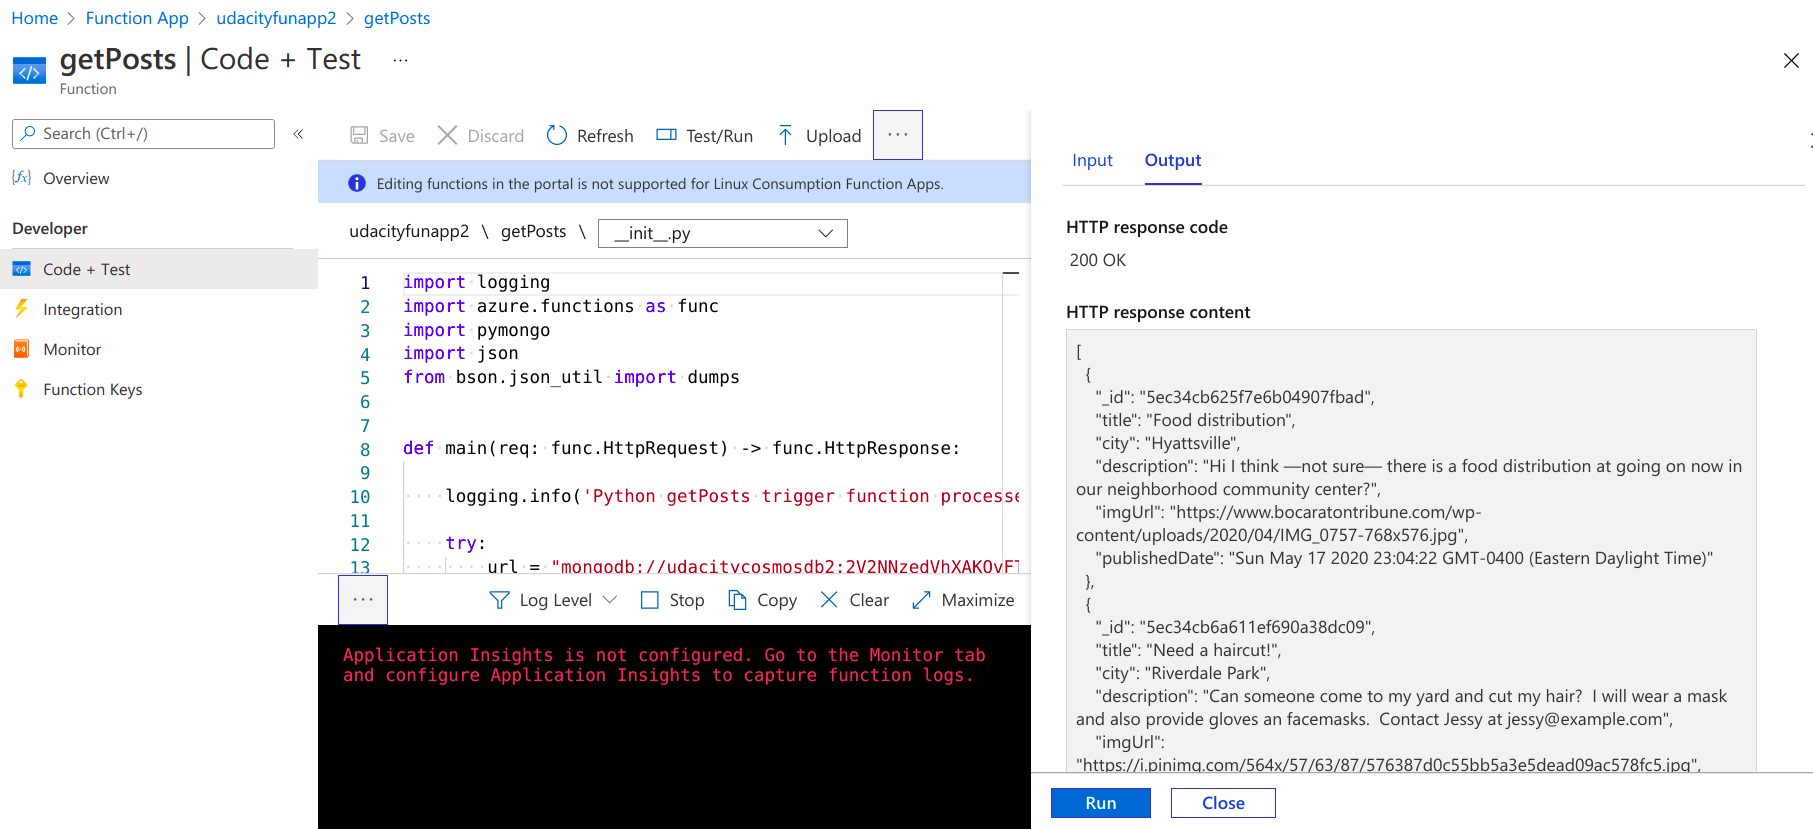 Home > Function App > udacityfunapp2 > getPosts
getPosts | Code + Test ...
Function
Search (Ctrl+/) «
Overview
Developer
Code + Test
Integration
Monitor
Function Keys
Save Discard Refresh Test/Run Upload ...
Editing functions in the portal is not supported for Linux Consumption Function Apps.
udacityfunapp2 \ getPosts \ __init__.py
1 import logging
2 import azure.functions as func
3 import pymongo
4 import json
5 from bson.json_util import dumps
6
7
8 def main(req: func.HttpRequest) -> func.HttpResponse:
9
10 logging.info('Python getPosts trigger function processe
11
12 try:
13 url = "mongodb://udacitycosmosdb2:2V2NNzedVhXAKOyFT
... Log Level Stop Copy Clear Maximize
Application Insights is not configured. Go to the Monitor tab
and configure Application Insights to capture function logs.
Input Output
HTTP response code
200 OK
HTTP response content
[
{
"_id": "5ec34cb625f7e6b04907fbad",
"title": "Food distribution",
"city": "Hyattsville",
"description": "Hi I think —not sure— there is a food distribution at going on now in
our neighborhood community center?",
"imgUrl": "https://www.bocaratontribune.com/wp-
content/uploads/2020/04/IMG_0757-768x576.jpg",
"publishedDate": "Sun May 17 2020 23:04:22 GMT-0400 (Eastern Daylight Time)"
},
{
"_id": "5ec34cb6a611ef690a38dc09",
"title": "Need a haircut!",
"city": "Riverdale Park",
"description": "Can someone come to my yard and cut my hair?  I will wear a mask
and also provide gloves an facemasks.  Contact Jessy at jessy@example.com",
"imgUrl":
"https://i.pinimg.com/564x/57/63/87/576387d0c55bb5a3e5dead09ac578fc5.jpg",
Run Close